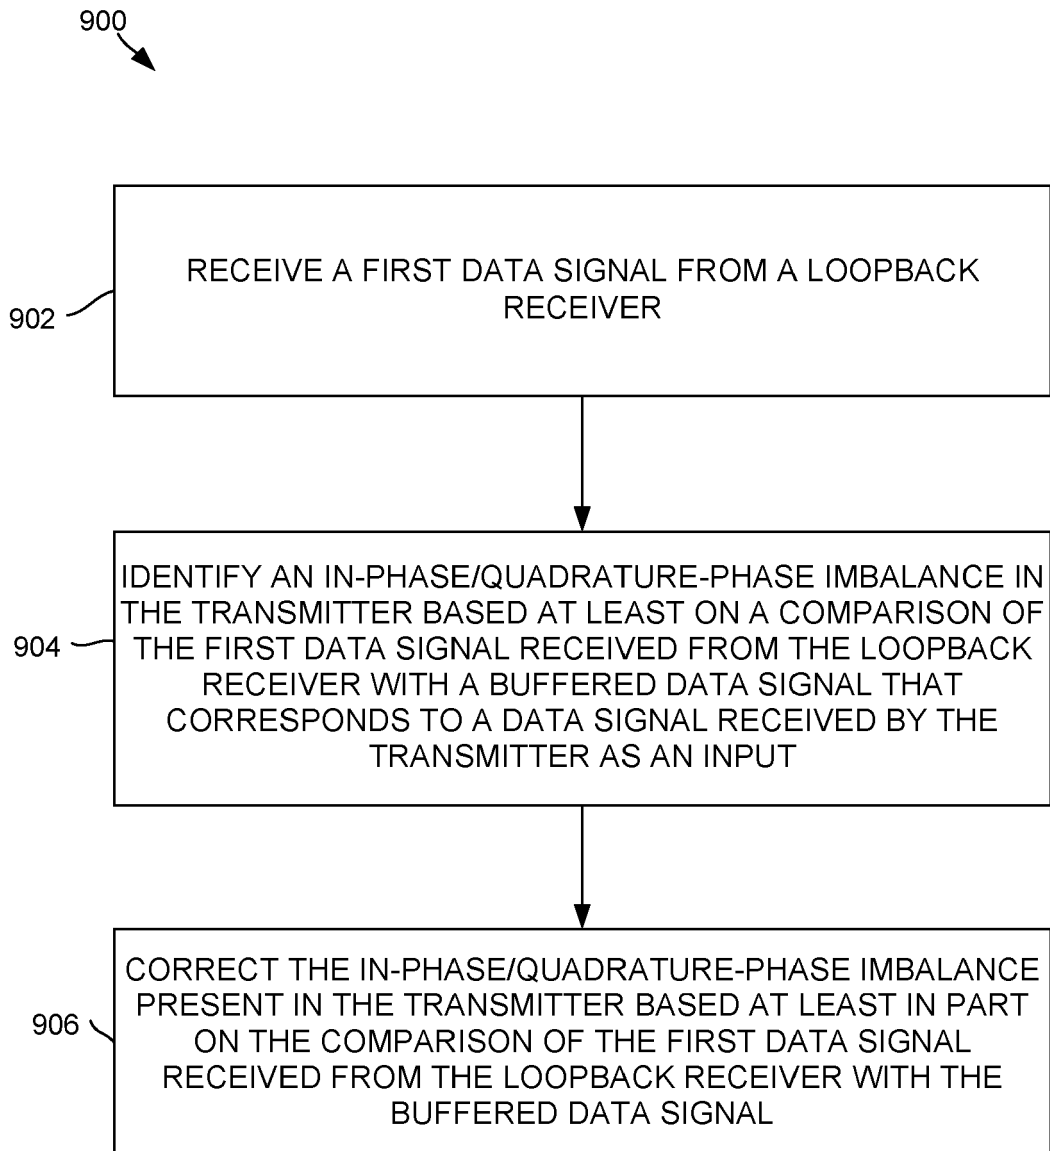 900
RECEIVE A FIRST DATA SIGNAL FROM A LOOPBACK
RECEIVER
902
IDENTIFY AN IN-PHASE/QUADRATURE-PHASE IMBALANCE IN
THE TRANSMITTER BASED AT LEAST ON A COMPARISON OF
THE FIRST DATA SIGNAL RECEIVED FROM THE LOOPBACK
RECEIVER WITH A BUFFERED DATA SIGNAL THAT
CORRESPONDS TO A DATA SIGNAL RECEIVED BY THE
TRANSMITTER AS AN INPUT
904
CORRECT THE IN-PHASE/QUADRATURE-PHASE IMBALANCE
PRESENT IN THE TRANSMITTER BASED AT LEAST IN PART
ON THE COMPARISON OF THE FIRST DATA SIGNAL
RECEIVED FROM THE LOOPBACK RECEIVER WITH THE
BUFFERED DATA SIGNAL
906